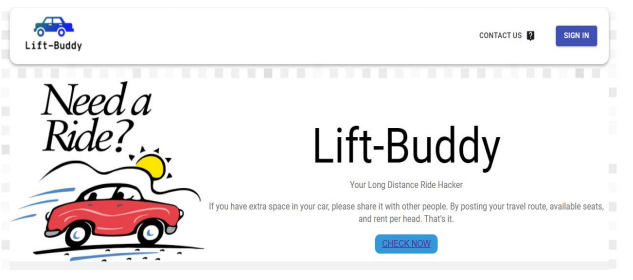 Lift-Buddy
CONTACT US
SIGN IN
Need a
Ride?
Lift-Buddy
Your Long Distance Ride Hacker
If you have extra space in your car, please share it with other people. By posting your travel route, available seats,
and rent per head. That's it.
CHECK NOW